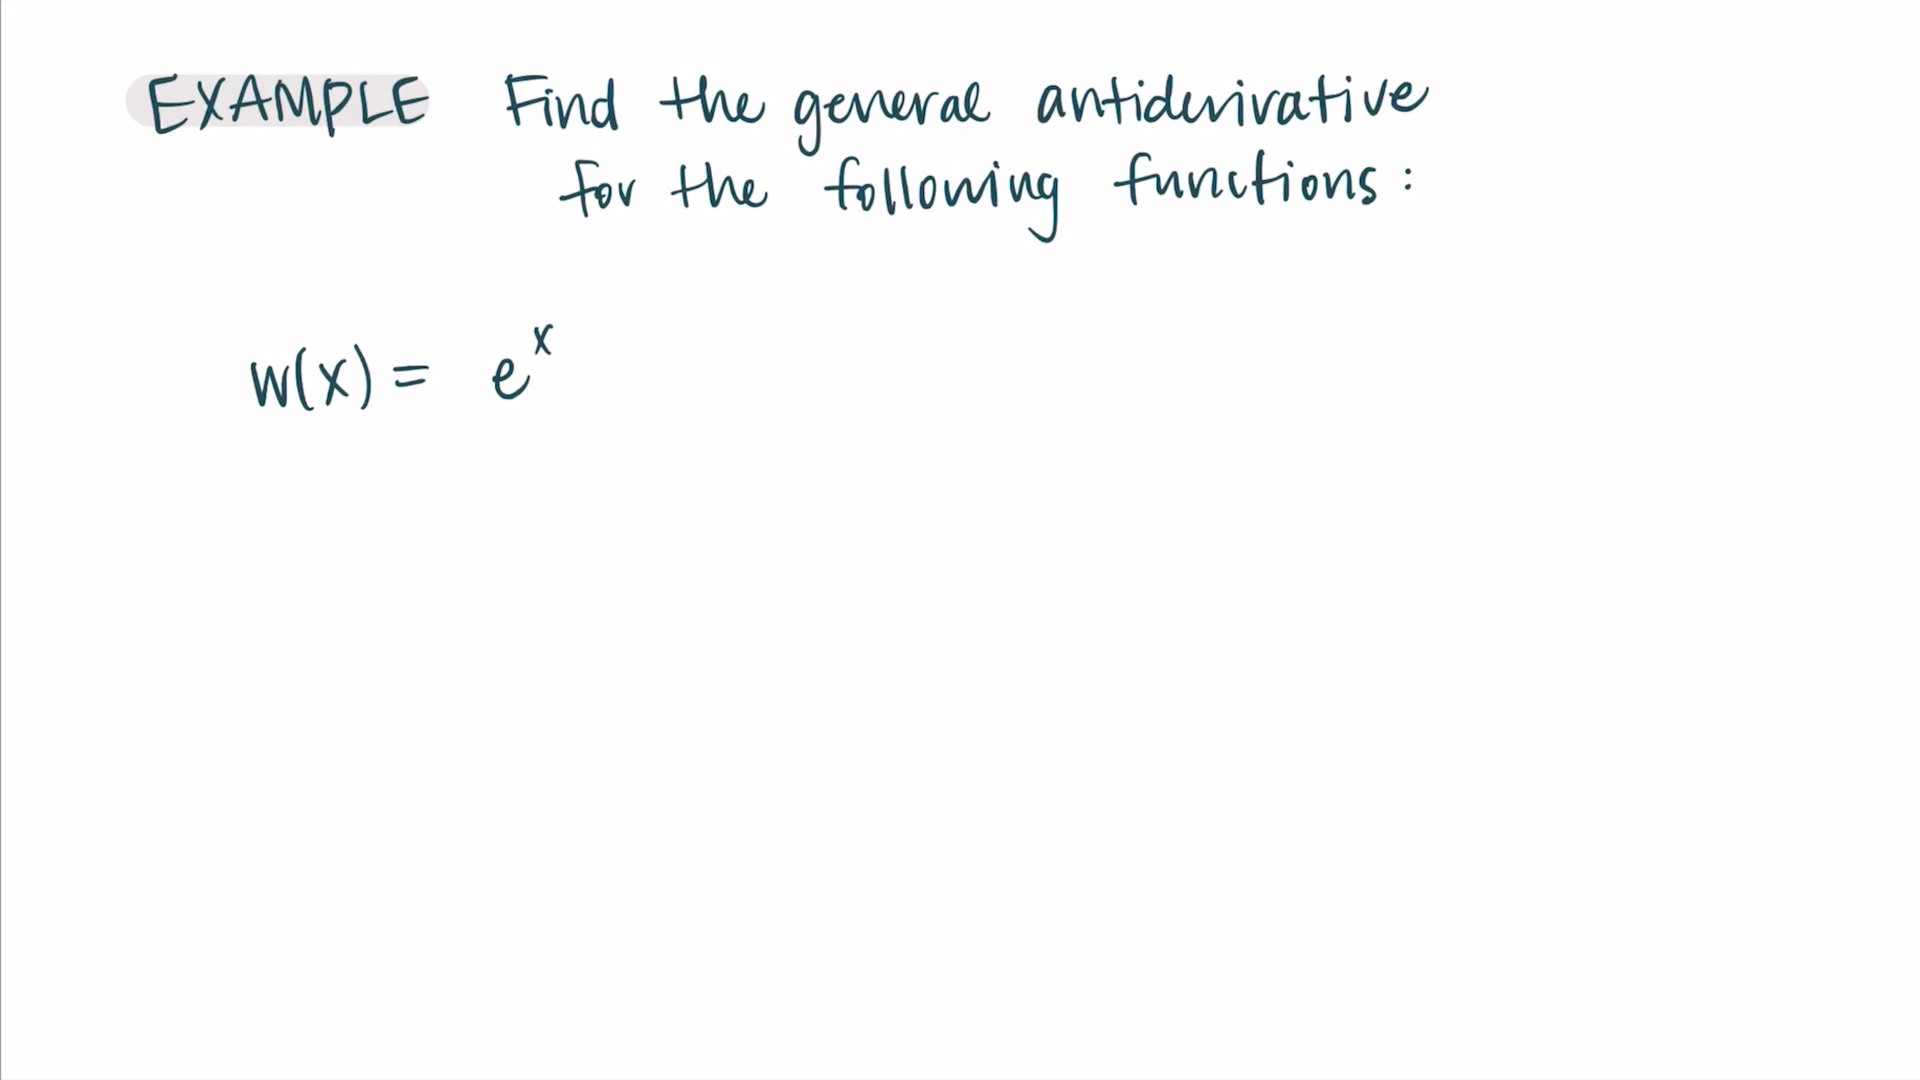 EXAMPLE Find the general antiderivative
for the following functions:
w(x) = e^x